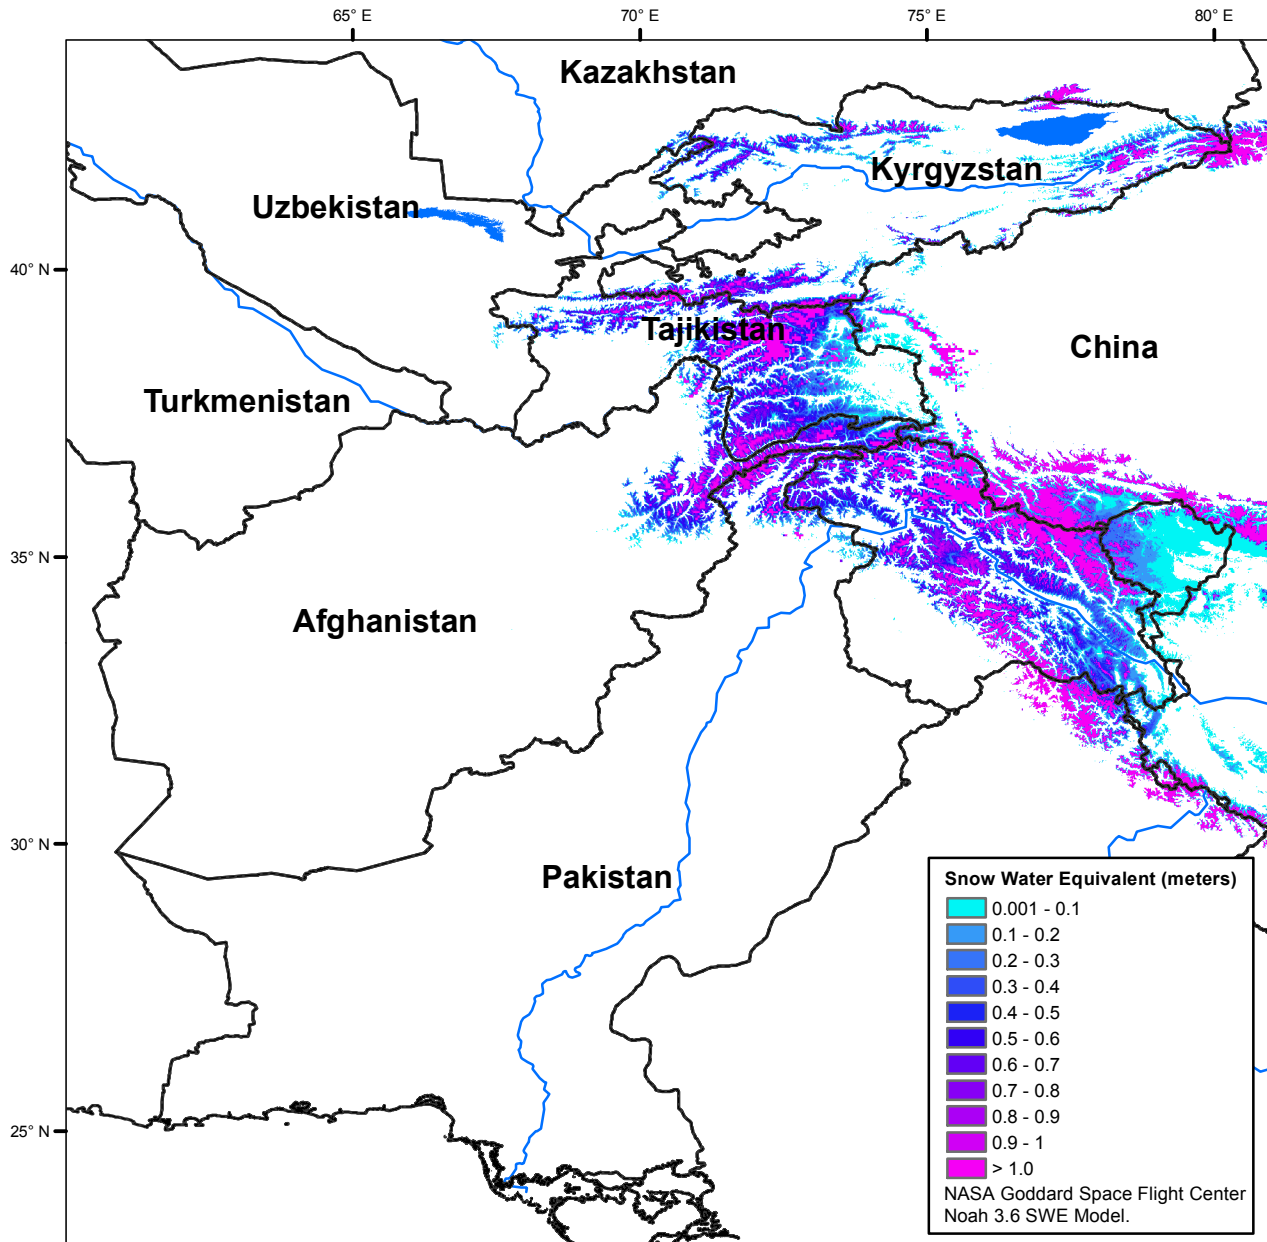 65° E
70° E
75° E
80° E
Kazakhstan
Kyrgyzstan
Uzbekistan
40° N
Tajikistan
China
Turkmenistan
35° N
Afghanistan
30° N
Pakistan
25° N
Snow Water Equivalent (meters)
0.001 - 0.1
0.1 - 0.2
0.2 - 0.3
0.3 - 0.4
0.4 - 0.5
0.5 - 0.6
0.6 - 0.7
0.7 - 0.8
0.8 - 0.9
0.9 - 1
> 1.0
NASA Goddard Space Flight Center
Noah 3.6 SWE Model.